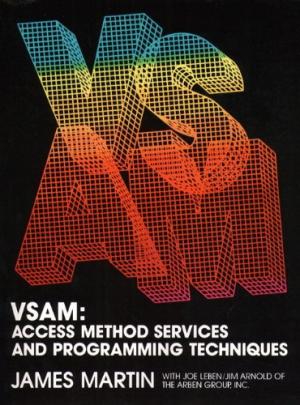 VS
AM
VSAM:
ACCESS METHOD SERVICES
AND PROGRAMMING TECHNIQUES
JAMES MARTIN WITH JOE LEBEN/JIM ARNOLD OF
THE ARBEN GROUP, INC.